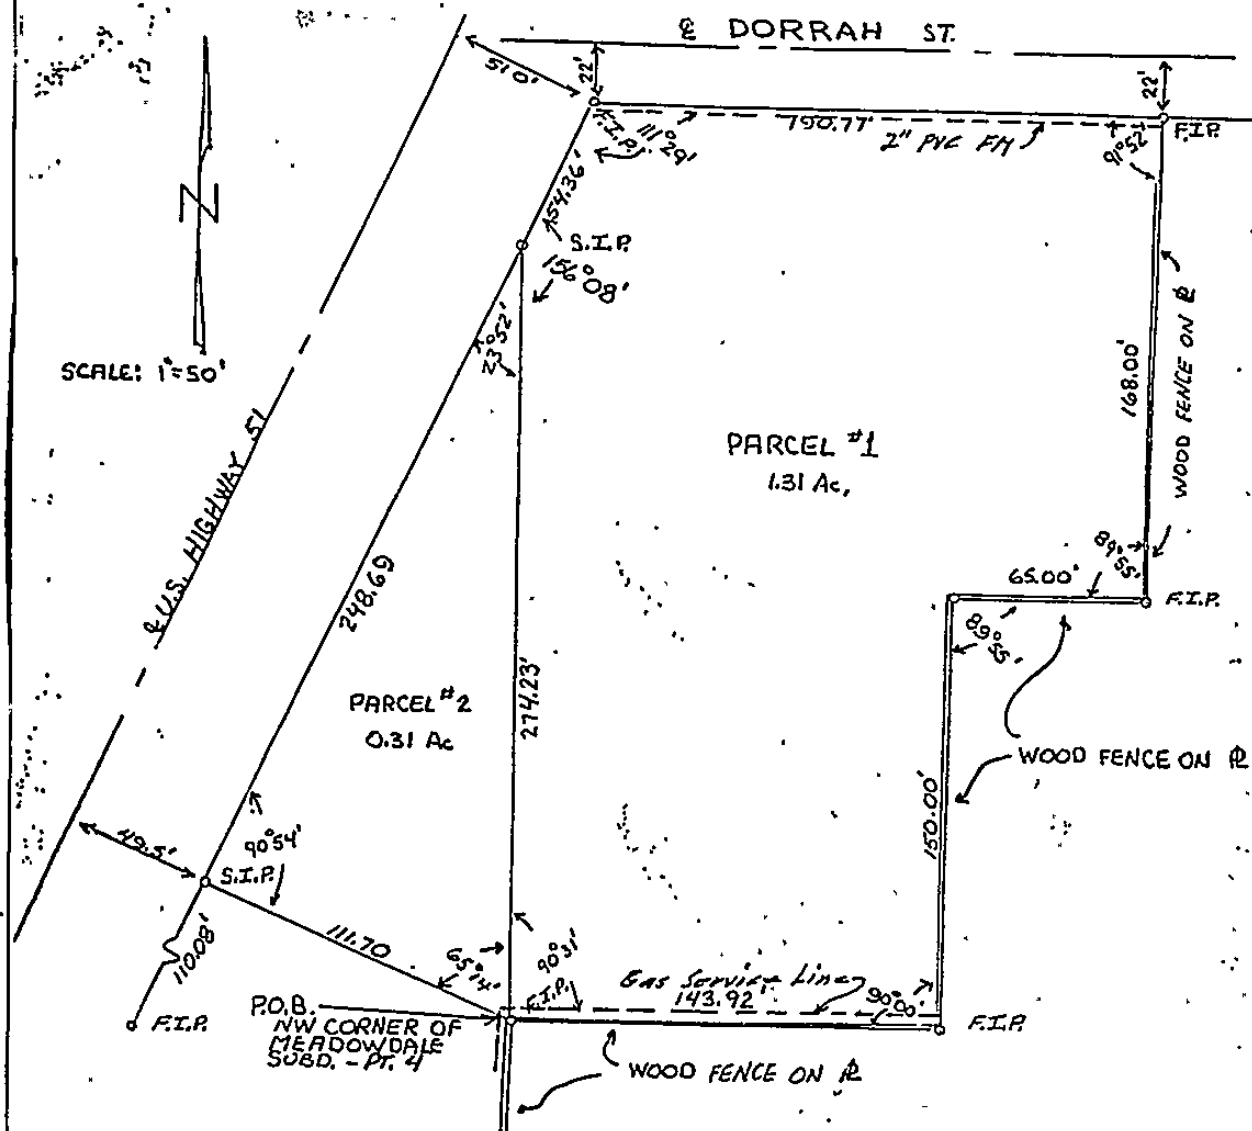 ℄ DORRAH ST.
51.0'
22'
22'
F.I.P.
111°29'
190.77'
2" PVC FM
91°52'
F.I.P.
54.36'
S.I.P.
156°08'
23°52'
SCALE: 1"=50'
WOOD FENCE ON ⅊
168.00'
℄ U.S. HIGHWAY 51
PARCEL #1
1.31 Ac.
248.69
89°55'
65.00'
F.I.P.
89°55'
274.23'
PARCEL #2
0.31 Ac
WOOD FENCE ON ⅊
150.00'
49.5'
90°54'
S.I.P.
111.70
65°14'
90°31'
110.08'
Gas Service Line
143.92'
90°00'
F.I.P.
F.I.P.
F.I.P.
P.O.B.
NW CORNER OF
MEADOWDALE
SUBD. - PT. 4
WOOD FENCE ON ⅊